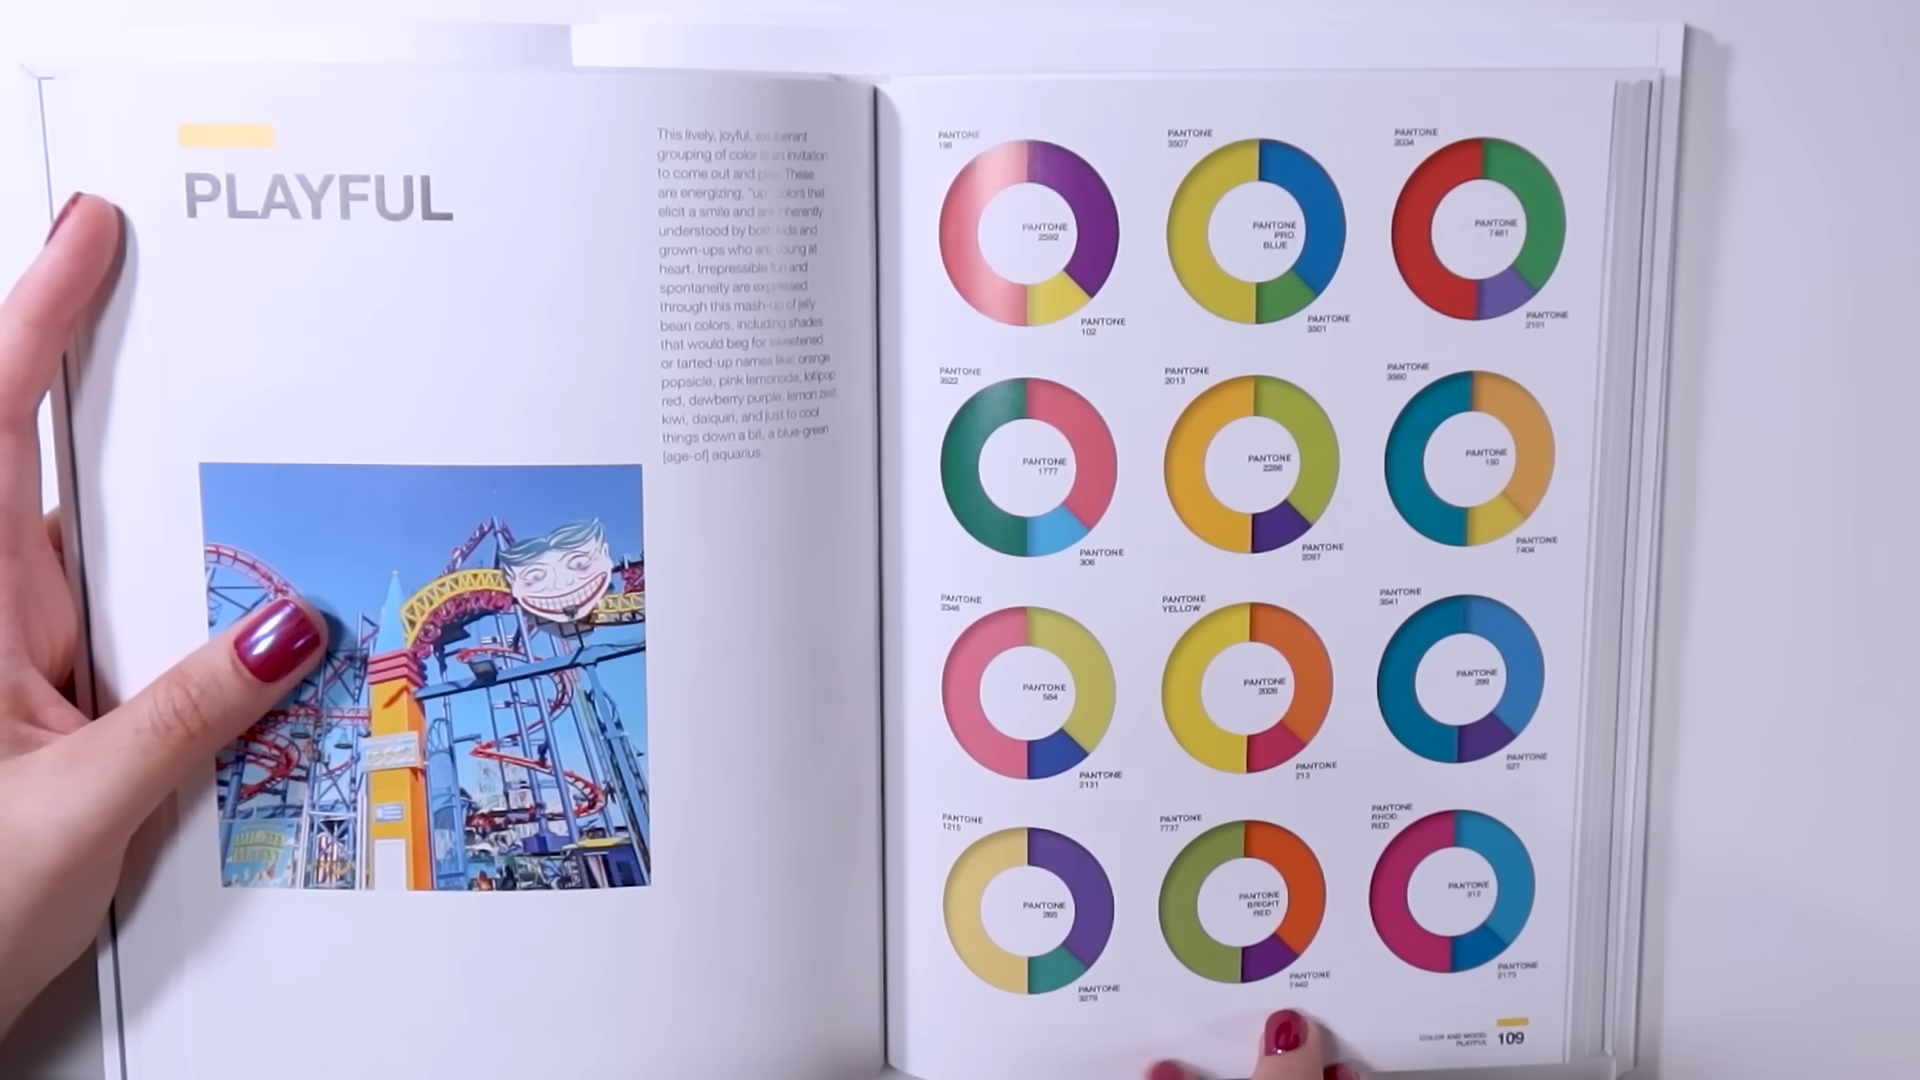 PLAYFUL
This lively, joyful, exuberant
grouping of color is an invitation
to come out and play. These
are energizing, "up" colors that
elicit a smile and are inherently
understood by both kids and
grown-ups who are young at
heart. Irrepressible fun and
spontaneity are expressed
through this mash-up of jelly
bean colors, including shades
that would beg for sweetened
or tarted-up names like: orange
popsicle, pink lemonade, lollipop
red, dewberry purple, lemon zest,
kiwi, daiquiri, and just to cool
things down a bit, a blue-green
[age-of] aquarius.
PANTONE
PANTONE
2592
PANTONE
102
PANTONE
3507
PANTONE
PRO.
BLUE
PANTONE
3501
PANTONE
2034
PANTONE
7481
PANTONE
2101
PANTONE
3522
PANTONE
1777
PANTONE
306
PANTONE
2013
PANTONE
2286
PANTONE
2097
PANTONE
3560
PANTONE
130
PANTONE
7404
PANTONE
2346
PANTONE
584
PANTONE
2131
PANTONE
YELLOW
PANTONE
2026
PANTONE
213
PANTONE
3541
PANTONE
299
PANTONE
527
PANTONE
1215
PANTONE
265
PANTONE
3278
PANTONE
7737
PANTONE
BRIGHT
RED
PANTONE
7442
PANTONE
RHOD.
RED
PANTONE
312
PANTONE
2173
COLOR AND MOOD
PLAYFUL
109